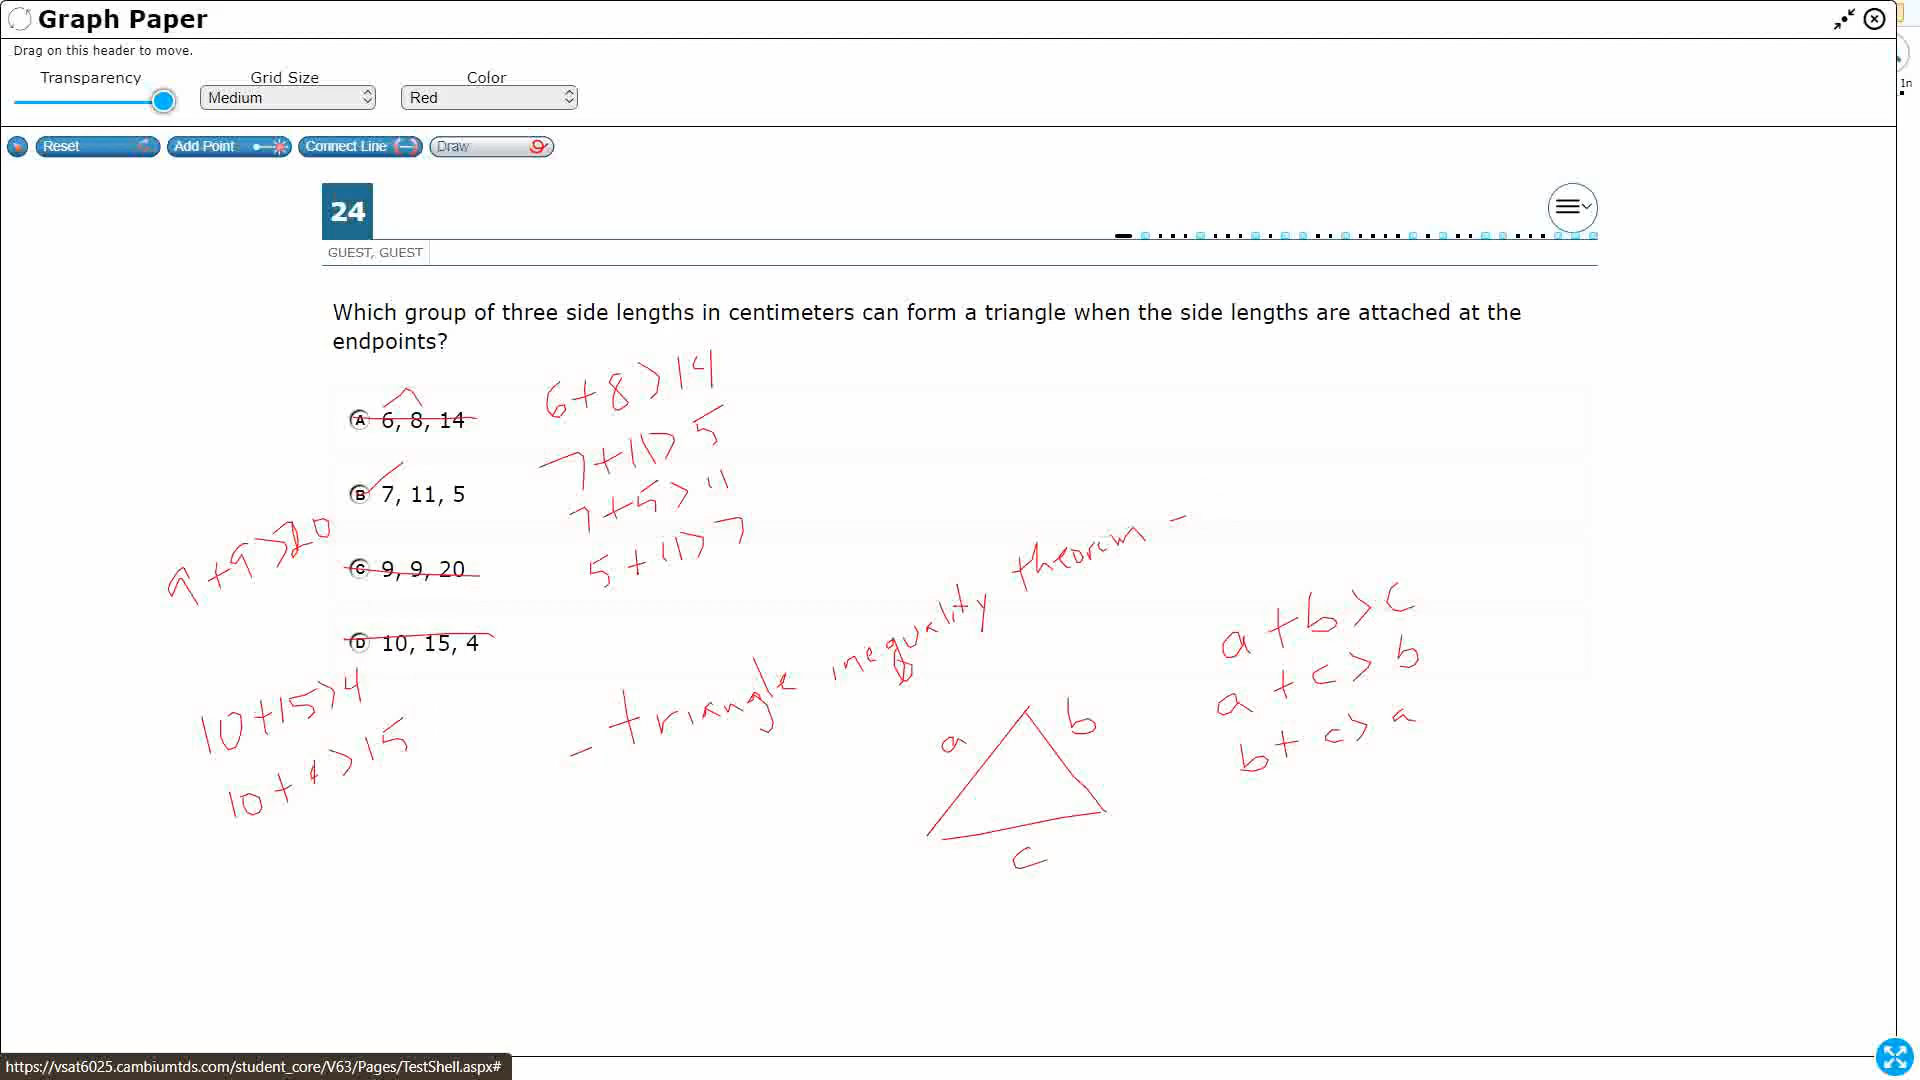 Graph Paper
Drag on this header to move.
Transparency Grid Size Color
Medium Red
1n
Reset Add Point Connect Line Draw
24
GUEST, GUEST
Which group of three side lengths in centimeters can form a triangle when the side lengths are attached at the
endpoints?
A 6, 8, 14
B 7, 11, 5
C 9, 9, 20
D 10, 15, 4
6+8>14
7+11>5
7+5>11
5+11>7
9+9>20
10+15>4
10+4>15
- triangle inequality theorem -
a+b>c
a+c>b
b+c>a
a b
c
https://vsat6025.cambiumtds.com/student_core/V63/Pages/TestShell.aspx#